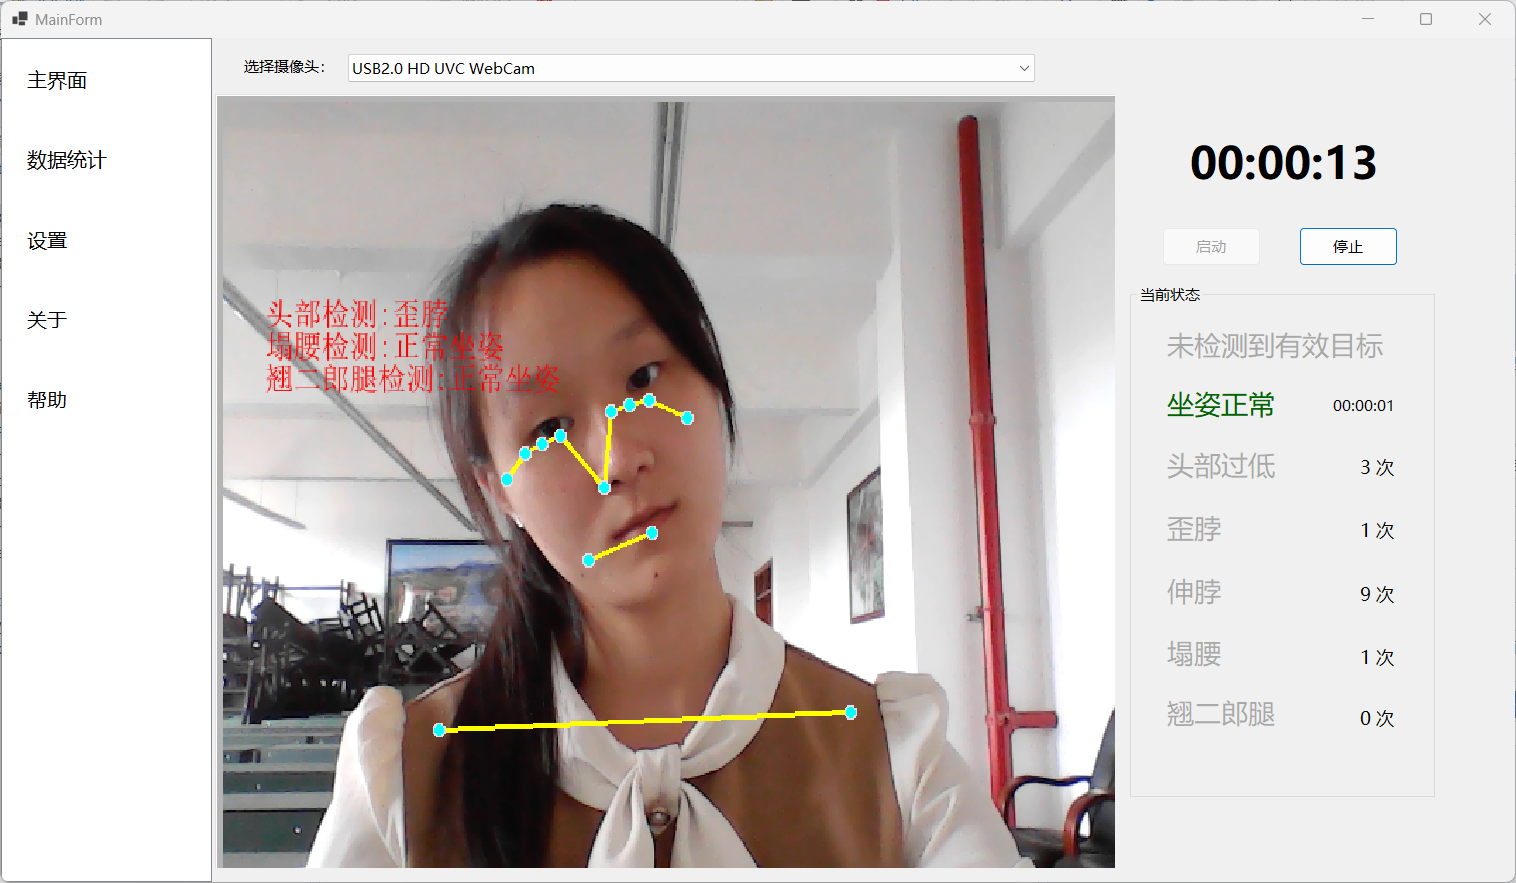 MainForm
主界面
数据统计
设置
关于
帮助
选择摄像头:
USB2.0 HD UVC WebCam
头部检测:歪脖
塌腰检测:正常坐姿
翘二郎腿检测:正常坐姿
00:00:13
启动
停止
当前状态
未检测到有效目标
坐姿正常 00:00:01
头部过低 3 次
歪脖 1 次
伸脖 9 次
塌腰 1 次
翘二郎腿 0 次